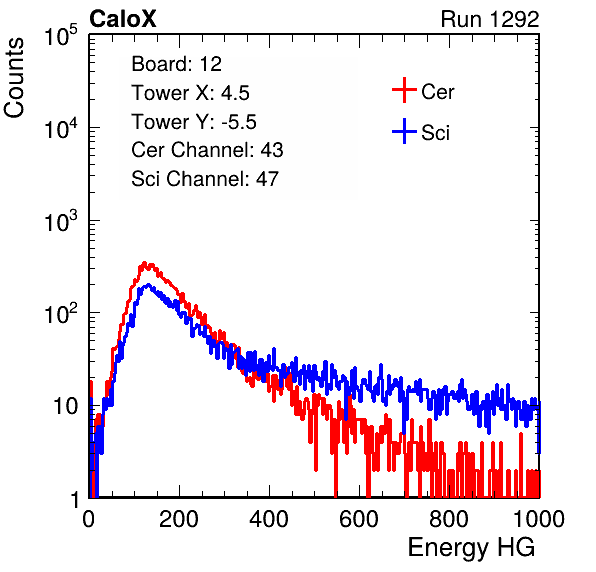 CaloX Run 1292
Counts
10^5
10^4
10^3
10^2
10
1
Board: 12
Tower X: 4.5
Tower Y: -5.5
Cer Channel: 43
Sci Channel: 47
Cer
Sci
0 200 400 600 800 1000
Energy HG